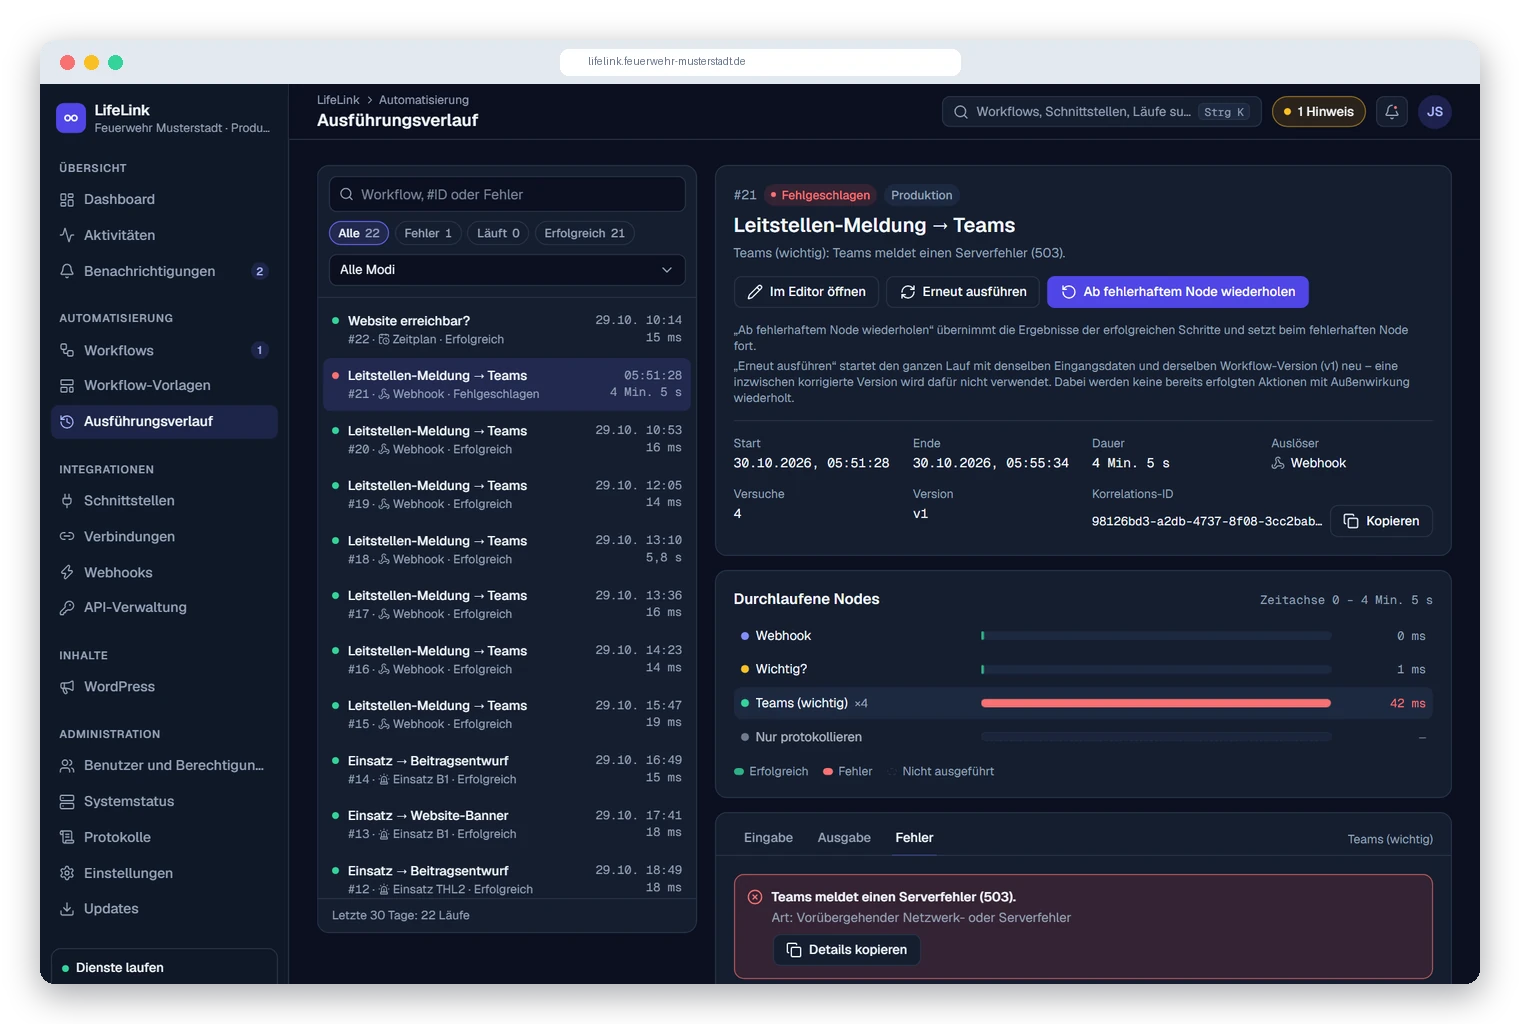 lifelink.feuerwehr-musterstadt.de
LifeLink
Feuerwehr Musterstadt · Produ...
ÜBERSICHT
Dashboard
Aktivitäten
Benachrichtigungen 2
AUTOMATISIERUNG
Workflows 1
Workflow-Vorlagen
Ausführungsverlauf
INTEGRATIONEN
Schnittstellen
Verbindungen
Webhooks
API-Verwaltung
INHALTE
WordPress
ADMINISTRATION
Benutzer und Berechtigun...
Systemstatus
Protokolle
Einstellungen
Updates
Dienste laufen
LifeLink > Automatisierung
Ausführungsverlauf
Workflows, Schnittstellen, Läufe su... Strg K
1 Hinweis
JS
Workflow, #ID oder Fehler
Alle 22 Fehler 1 Läuft 0 Erfolgreich 21
Alle Modi
Website erreichbar? 29.10. 10:14
#22 · Zeitplan · Erfolgreich 15 ms
Leitstellen-Meldung → Teams 05:51:28
#21 · Webhook · Fehlgeschlagen 4 Min. 5 s
Leitstellen-Meldung → Teams 29.10. 10:53
#20 · Webhook · Erfolgreich 16 ms
Leitstellen-Meldung → Teams 29.10. 12:05
#19 · Webhook · Erfolgreich 14 ms
Leitstellen-Meldung → Teams 29.10. 13:10
#18 · Webhook · Erfolgreich 5,8 s
Leitstellen-Meldung → Teams 29.10. 13:36
#17 · Webhook · Erfolgreich 16 ms
Leitstellen-Meldung → Teams 29.10. 14:23
#16 · Webhook · Erfolgreich 14 ms
Leitstellen-Meldung → Teams 29.10. 15:47
#15 · Webhook · Erfolgreich 19 ms
Einsatz → Beitragsentwurf 29.10. 16:49
#14 · Einsatz B1 · Erfolgreich 15 ms
Einsatz → Website-Banner 29.10. 17:41
#13 · Einsatz B1 · Erfolgreich 18 ms
Einsatz → Beitragsentwurf 29.10. 18:49
#12 · Einsatz THL2 · Erfolgreich 18 ms
Letzte 30 Tage: 22 Läufe
#21 Fehlgeschlagen Produktion
Leitstellen-Meldung → Teams
Teams (wichtig): Teams meldet einen Serverfehler (503).
Im Editor öffnen Erneut ausführen Ab fehlerhaftem Node wiederholen
„Ab fehlerhaftem Node wiederholen“ übernimmt die Ergebnisse der erfolgreichen Schritte und setzt beim fehlerhaften Node
fort.
„Erneut ausführen“ startet den ganzen Lauf mit denselben Eingangsdaten und derselben Workflow-Version (v1) neu – eine
inzwischen korrigierte Version wird dafür nicht verwendet. Dabei werden keine bereits erfolgten Aktionen mit Außenwirkung
wiederholt.
Start Ende Dauer Auslöser
30.10.2026, 05:51:28 30.10.2026, 05:55:34 4 Min. 5 s Webhook
Versuche Version Korrelations-ID
4 v1 98126bd3-a2db-4737-8f08-3cc2bab... Kopieren
Durchlaufene Nodes Zeitachse 0 – 4 Min. 5 s
Webhook 0 ms
Wichtig? 1 ms
Teams (wichtig) ×4 42 ms
Nur protokollieren –
Erfolgreich Fehler Nicht ausgeführt
Eingabe Ausgabe Fehler Teams (wichtig)
Teams meldet einen Serverfehler (503).
Art: Vorübergehender Netzwerk- oder Serverfehler
Details kopieren